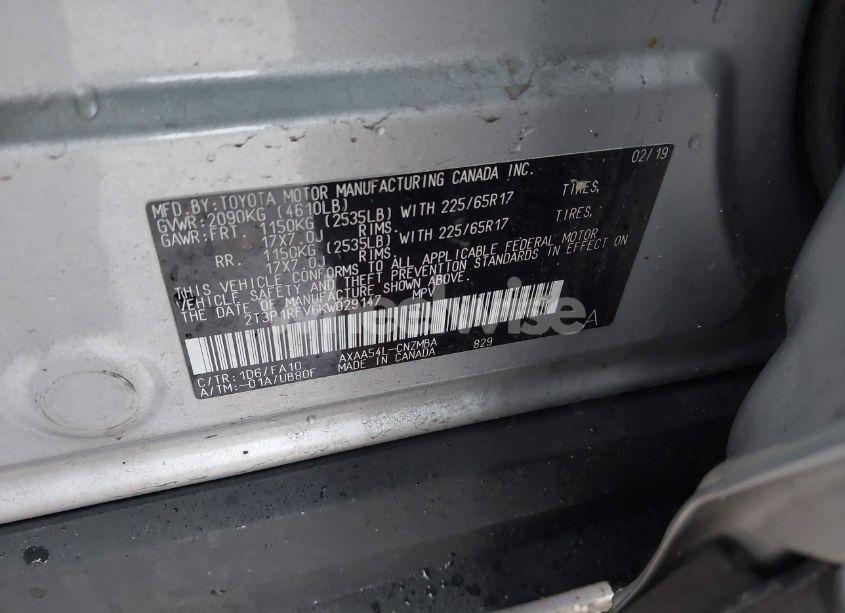 MFD BY: TOYOTA MOTOR MANUFACTURING CANADA INC. 02/19
GVWR: 2090KG (4610LB)
GAWR: FRT. 1150KG (2535LB) WITH 225/65R17 TIRES,
17X7.0J RIMS.
RR. 1150KG (2535LB) WITH 225/65R17 TIRES,
17X7.0J RIMS.
THIS VEHICLE CONFORMS TO ALL APPLICABLE FEDERAL MOTOR
VEHICLE SAFETY AND THEFT PREVENTION STANDARDS IN EFFECT ON
THE DATE OF MANUFACTURE SHOWN ABOVE.
2T3P1RFV6KW029147 MPV
A
C/TR: 1D6/FA10 AXAA54L-CNZMBA 829
A/TM: -01A/UB80F MADE IN CANADA